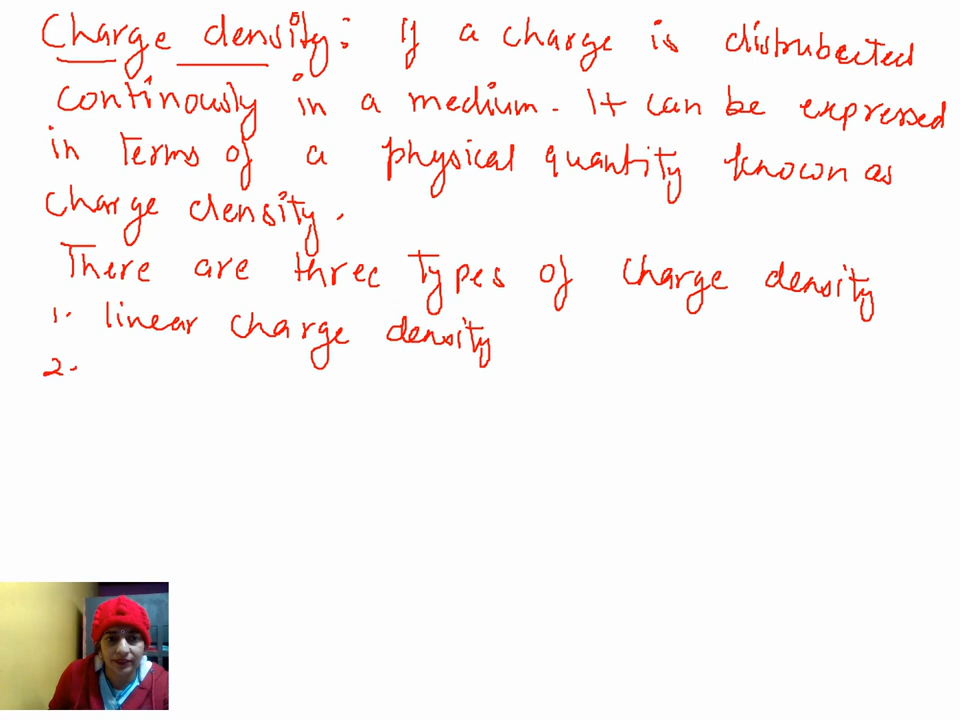 Charge density: If a charge is distrubected
continously in a medium. It can be expressed
in terms of a physical quantity known as
charge density.
There are three types of charge density
1. linear charge density
2.